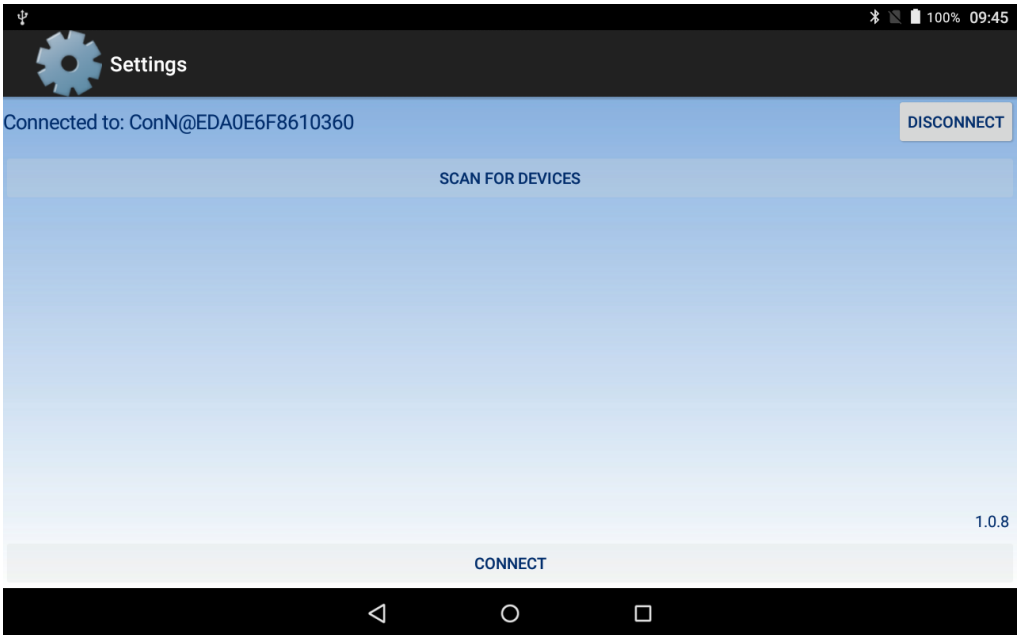 100% 09:45
Settings
Connected to: ConN@EDA0E6F8610360
DISCONNECT
SCAN FOR DEVICES
1.0.8
CONNECT